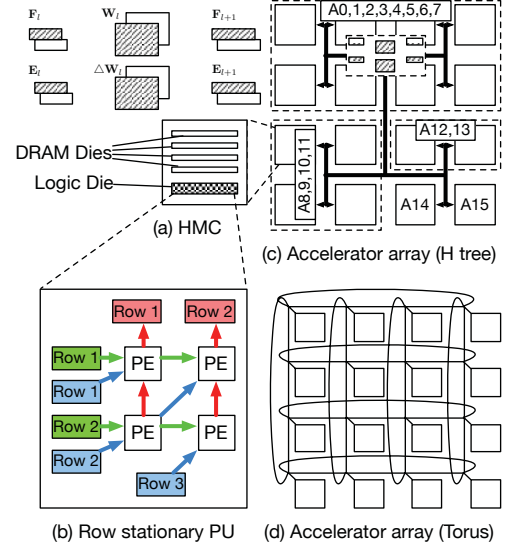 F_l W_l F_{l+1}
E_l △W_l E_{l+1}
A0,1,2,3,4,5,6,7
DRAM Dies
Logic Die
(a) HMC
A8,9,10,11
A12,13
A14 A15
(c) Accelerator array (H tree)
Row 1 Row 2
Row 1 PE PE
Row 1
Row 2 PE PE
Row 2
Row 3
(b) Row stationary PU
(d) Accelerator array (Torus)